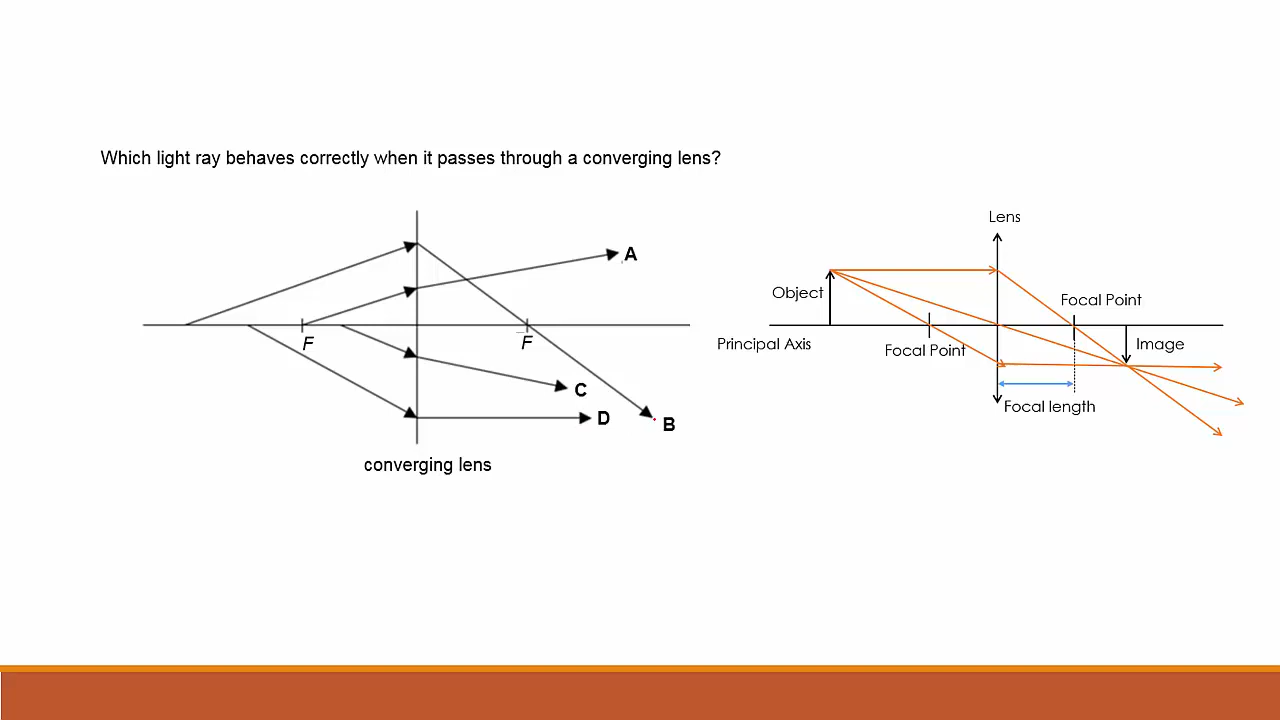 Which light ray behaves correctly when it passes through a converging lens?
A
F
F
C
D
B
converging lens
Lens
Object
Focal Point
Principal Axis
Focal Point
Image
Focal length